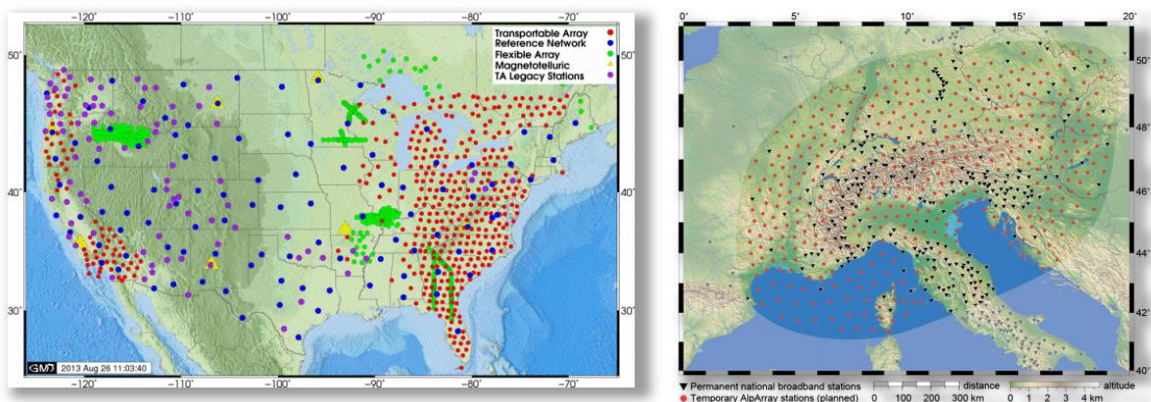 −120 −110 −100 −90 −80 −70
Transportable Array
Reference Network
Flexible Array
Magnetotelluric
TA Legacy Stations
50˚ 50˚
40˚ 40˚
30˚ 30˚
GMD 2013 Aug 26 11:03:40
−120 −110 −100 −90 −80 −70
0˚ 5˚ 10˚ 15˚ 20˚
50˚
48˚
46˚
44˚
42˚
40˚
Permanent national broadband stations
distance
altitude
Temporary AlpArray stations (planned)
0 100 200 300 km
0 1 2 3 4 km